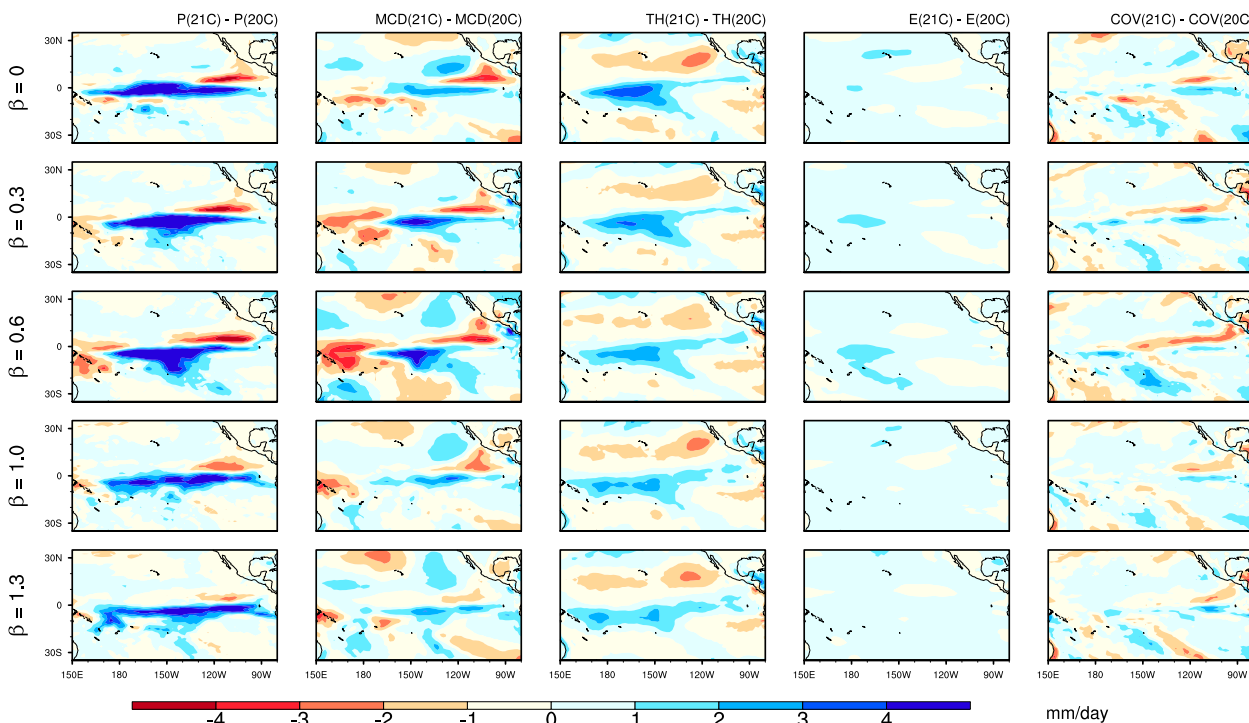 P(21C) - P(20C) MCD(21C) - MCD(20C) TH(21C) - TH(20C) E(21C) - E(20C) COV(21C) - COV(20C
β = 0
30N
0
30S
β = 0.3
30N
0
30S
β = 0.6
30N
0
30S
β = 1.0
30N
0
30S
β = 1.3
30N
0
30S
150E 180 150W 120W 90W 150E 180 150W 120W 90W 150E 180 150W 120W 90W 150E 180 150W 120W 90W 150E 180 150W 120W 90W
-4 -3 -2 -1 0 1 2 3 4 mm/day